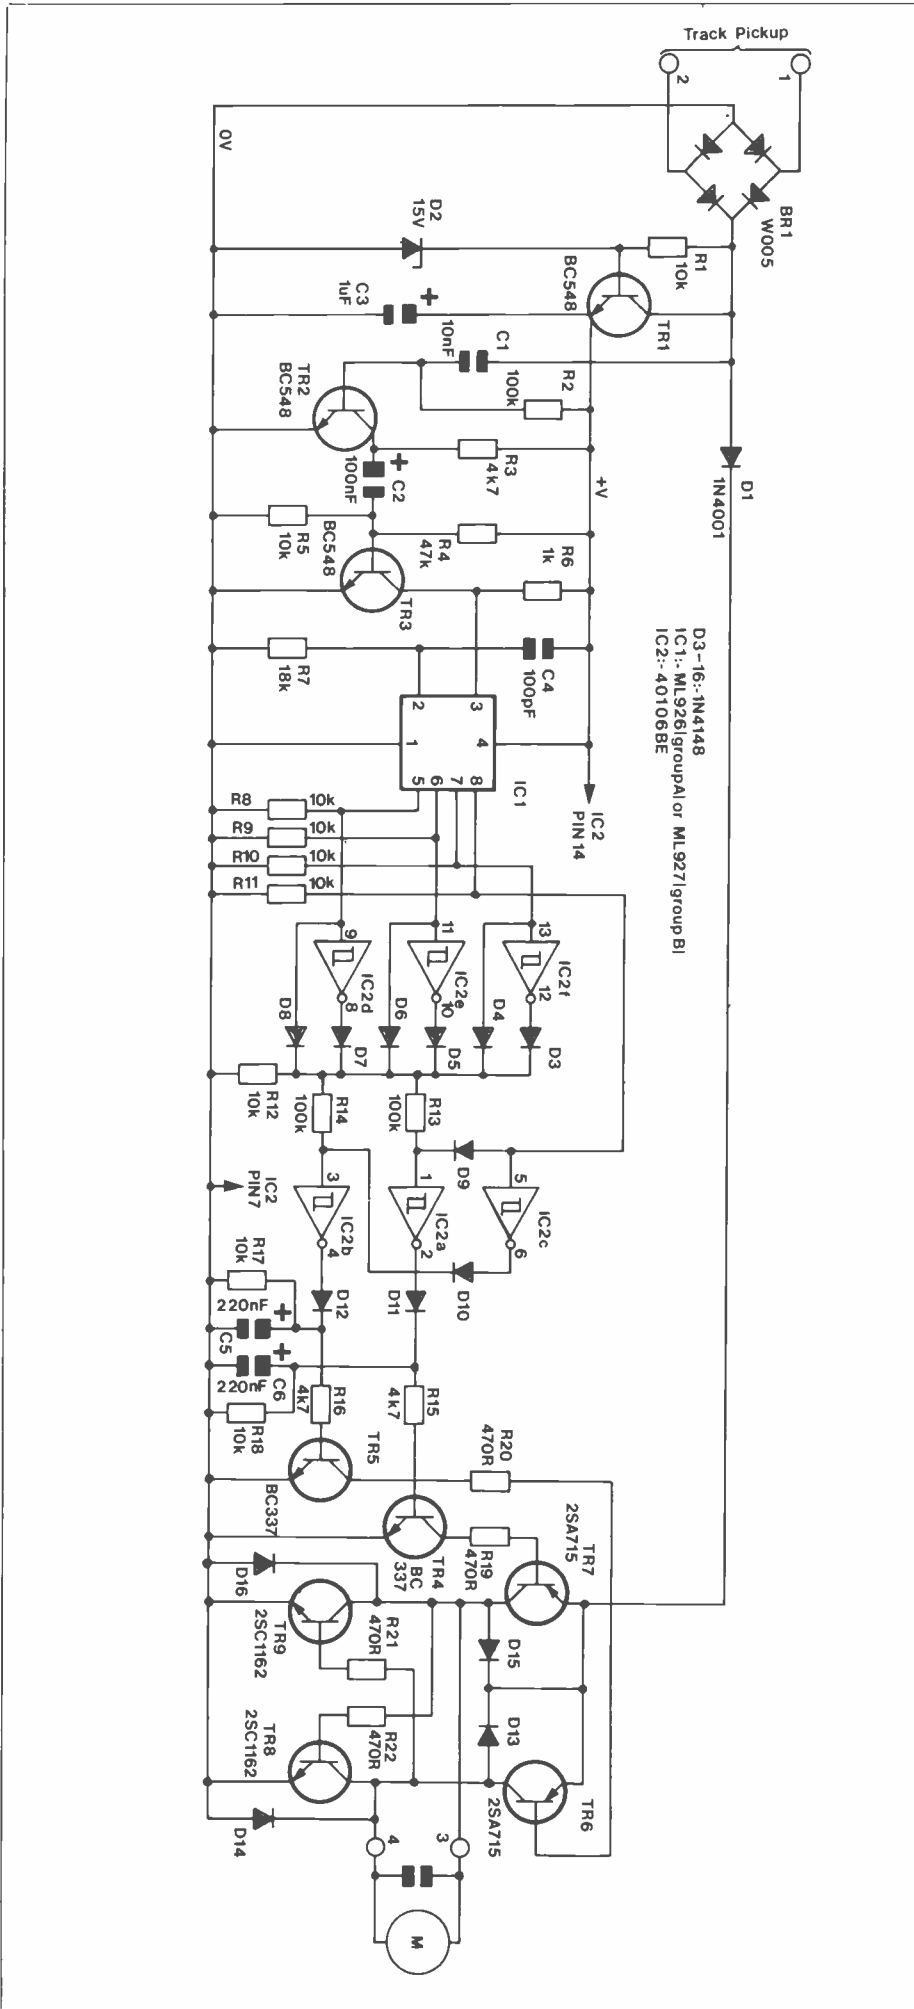 Track Pickup
2
1
0V
BR1
W005
D2
15V
R1
10k
BC548
TR1
C3
1uF
+
10nF
C1
TR2
BC548
100k
R2
D1
1N4001
R3
4k7
+
C2
100nF
+V
R5
10k
BC548
R4
47k
R6
1k
TR3
R7
18k
C4
100pF
D3-16:-1N4148
IC1:-ML926(groupA) or ML927(group B)
IC2:-40106BE
2
3
1
4
5
6
7
8
IC1
IC2
PIN 14
R8
10k
R9
10k
R10
10k
R11
10k
9
IC2d
8
11
IC2e
10
13
IC2f
12
D8
D7
D6
D5
D4
D3
R12
10k
R14
100k
R13
100k
D9
IC2
PIN7
3
IC2b
4
1
IC2a
2
5
IC2c
6
R17
10k
D12
D11
D10
220nF
+
C5
+
C6
220nF
R18
10k
R16
4k7
R15
4k7
TR5
BC337
R20
470R
TR4
BC
337
R19
470R
TR7
2SA715
D16
TR9
2SC1162
R21
470R
D15
TR8
2SC1162
R22
470R
D13
TR6
2SA715
D14
4
3
M